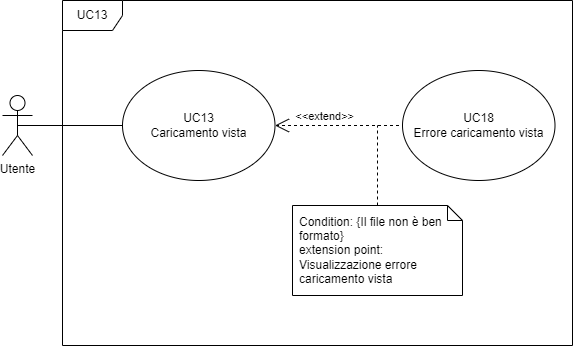 UC13
UC13
Caricamento vista
<<extend>>
UC18
Errore caricamento vista
Utente
Condition: {Il file non è ben
formato}
extension point:
Visualizzazione errore
caricamento vista